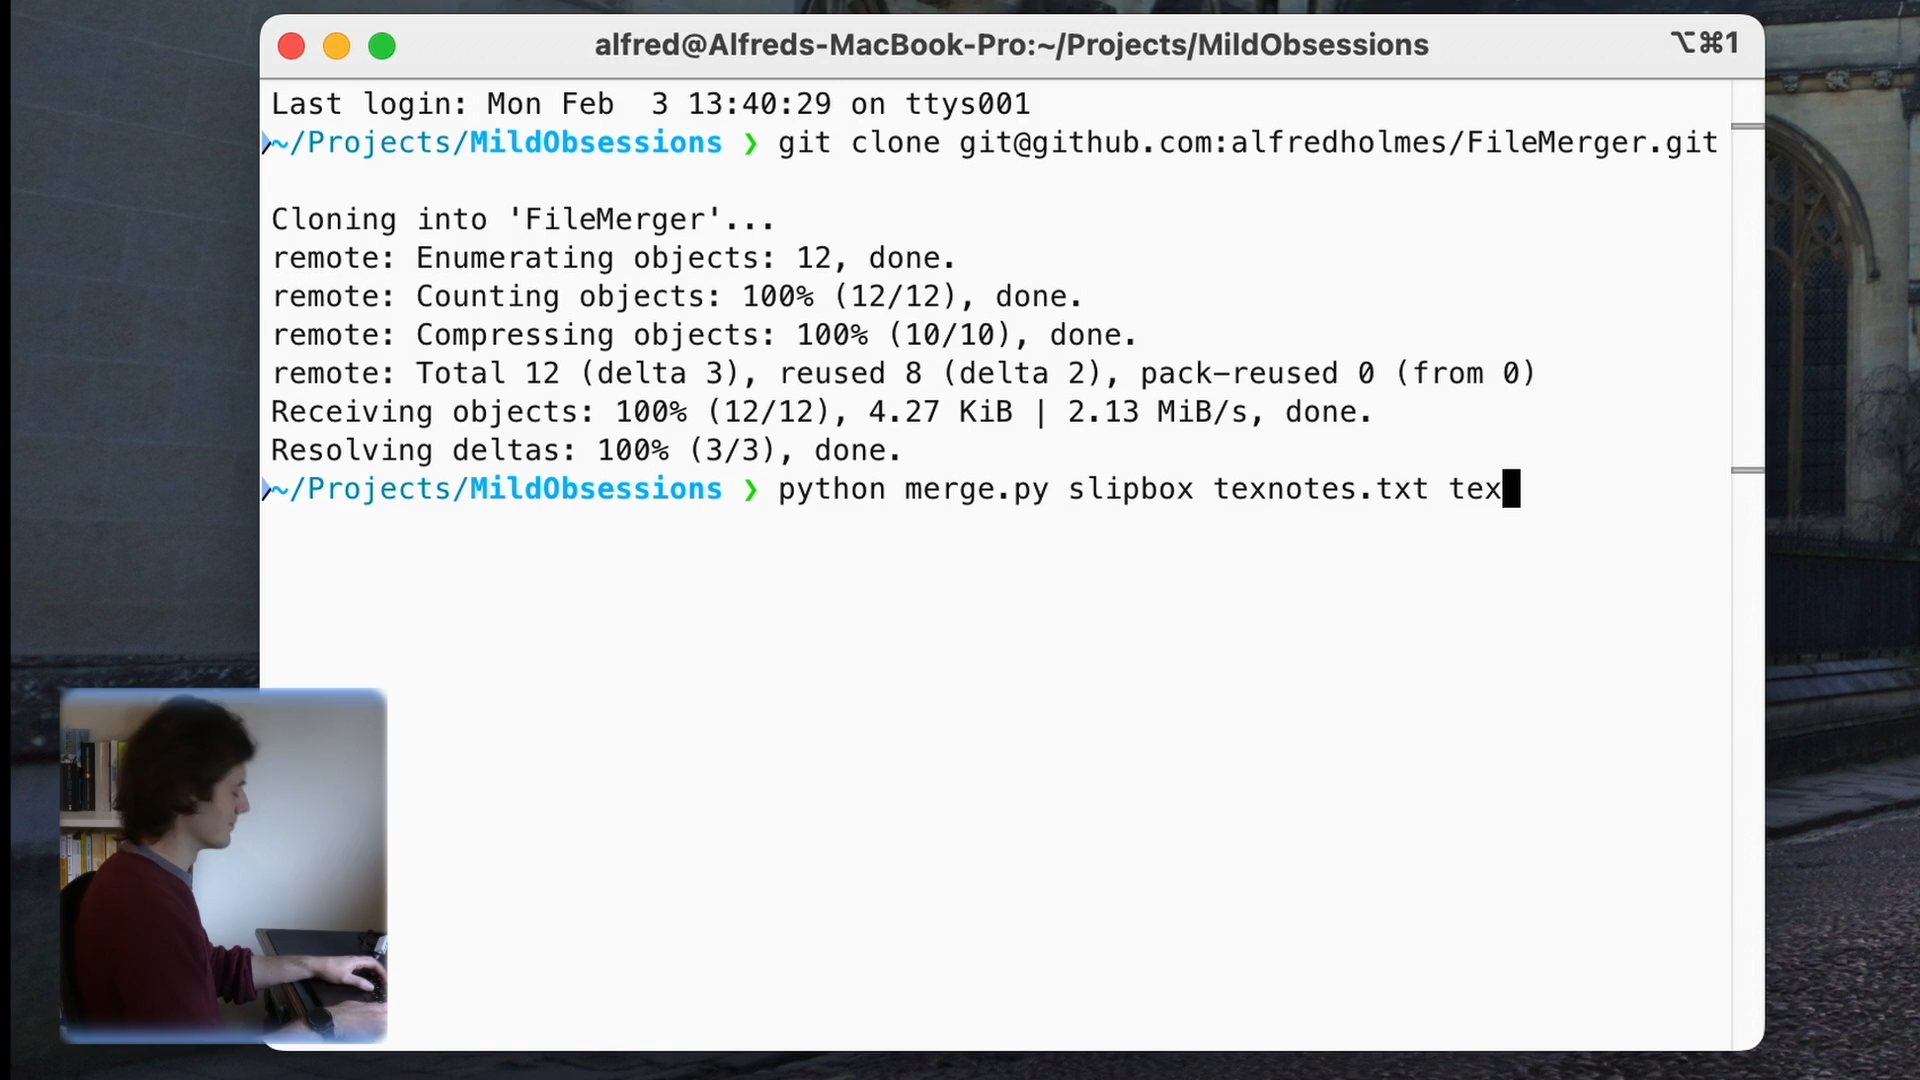 alfred@Alfreds-MacBook-Pro:~/Projects/MildObsessions ⌥⌘1
Last login: Mon Feb  3 13:40:29 on ttys001
~/Projects/MildObsessions ❯ git clone git@github.com:alfredholmes/FileMerger.git
Cloning into 'FileMerger'...
remote: Enumerating objects: 12, done.
remote: Counting objects: 100% (12/12), done.
remote: Compressing objects: 100% (10/10), done.
remote: Total 12 (delta 3), reused 8 (delta 2), pack-reused 0 (from 0)
Receiving objects: 100% (12/12), 4.27 KiB | 2.13 MiB/s, done.
Resolving deltas: 100% (3/3), done.
~/Projects/MildObsessions ❯ python merge.py slipbox texnotes.txt tex